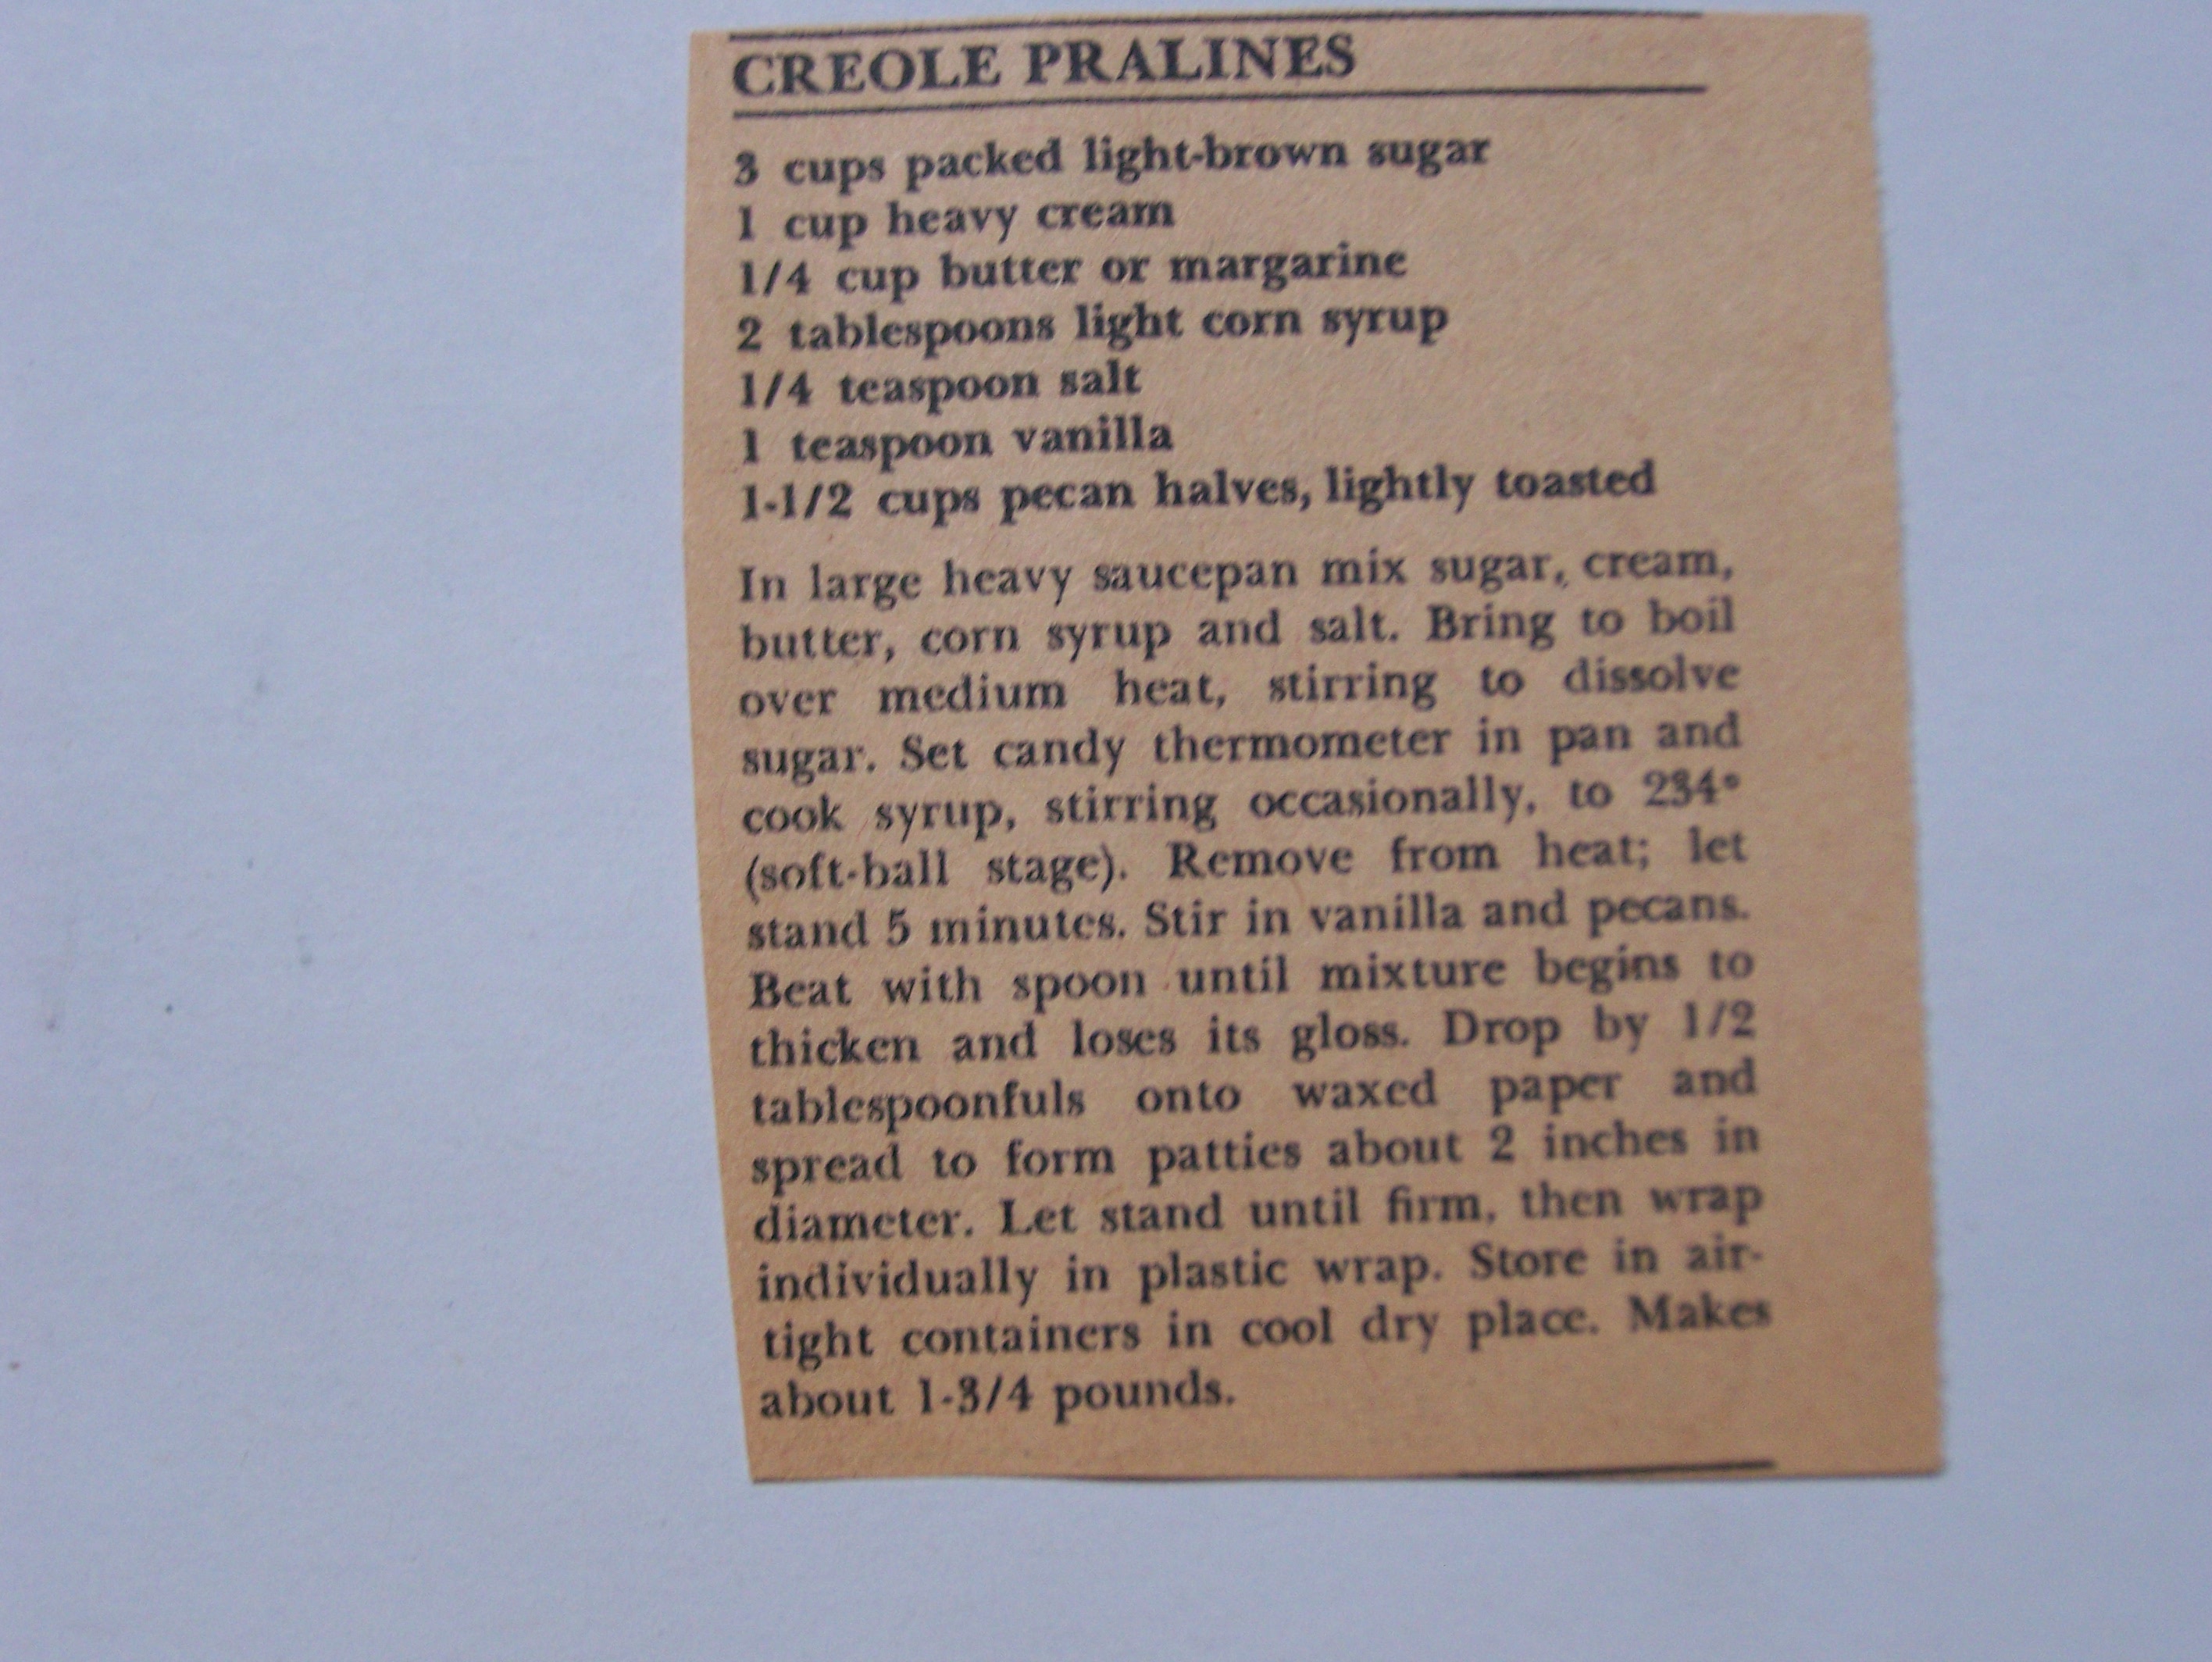 CREOLE PRALINES
3 cups packed light-brown sugar
1 cup heavy cream
1/4 cup butter or margarine
2 tablespoons light corn syrup
1/4 teaspoon salt
1 teaspoon vanilla
1-1/2 cups pecan halves, lightly toasted
In large heavy saucepan mix sugar, cream,
butter, corn syrup and salt. Bring to boil
over medium heat, stirring to dissolve
sugar. Set candy thermometer in pan and
cook syrup, stirring occasionally, to 234°
(soft-ball stage). Remove from heat; let
stand 5 minutes. Stir in vanilla and pecans.
Beat with spoon until mixture begins to
thicken and loses its gloss. Drop by 1/2
tablespoonfuls onto waxed paper and
spread to form patties about 2 inches in
diameter. Let stand until firm, then wrap
individually in plastic wrap. Store in air-
tight containers in cool dry place. Makes
about 1-3/4 pounds.